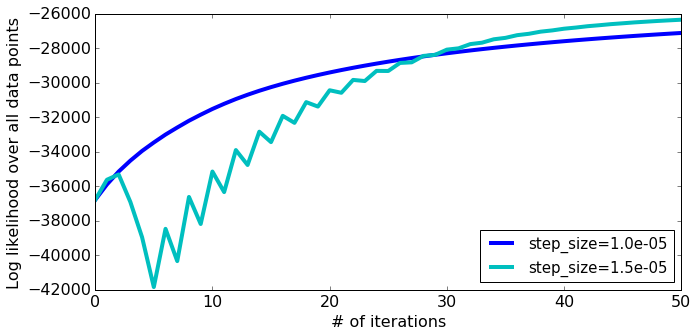 Log likelihood over all data points
−26000
−28000
−30000
−32000
−34000
−36000
−38000
−40000
−42000
step_size=1.0e-05
step_size=1.5e-05
0 10 20 30 40 50
# of iterations